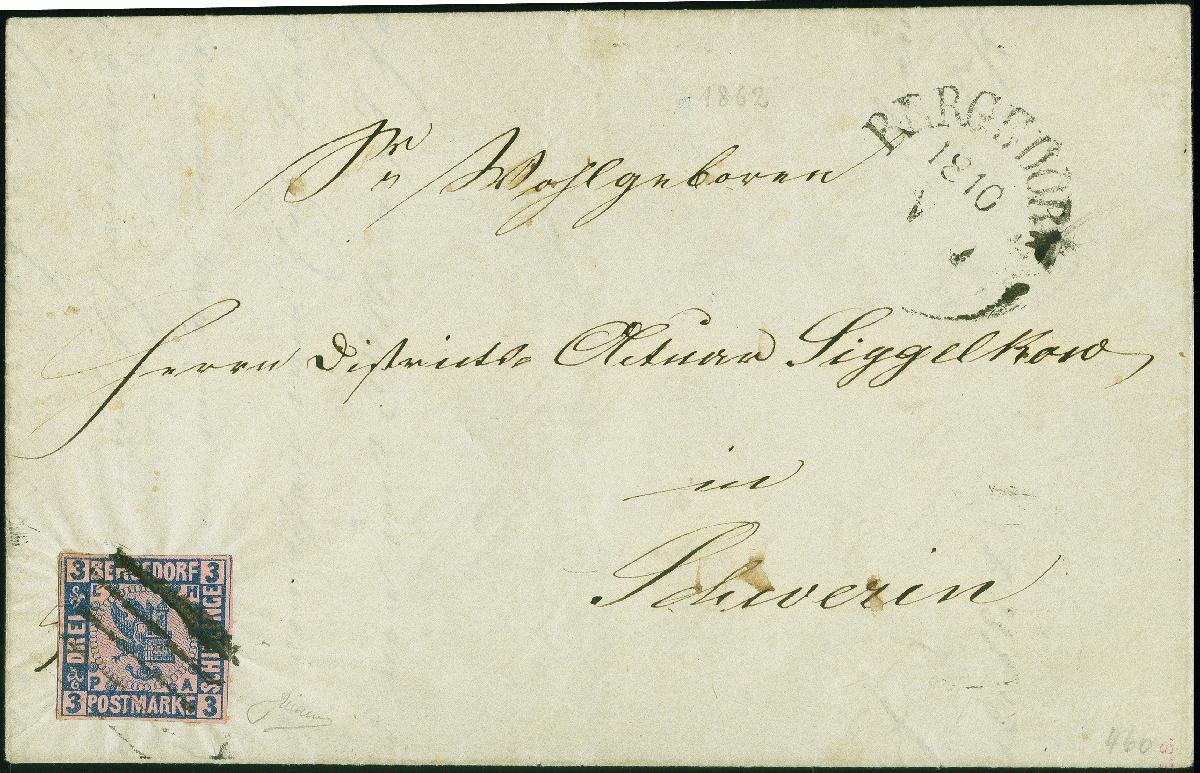 1862
BERGEDORF
18 10
Sr Wohlgeboren
Herrn Districts- Actuar Siggelkow
in
Schwerin
3 BERGEDORF 3
L H
DREI SCHILLINGE
P A
3 POSTMARKE 3
460